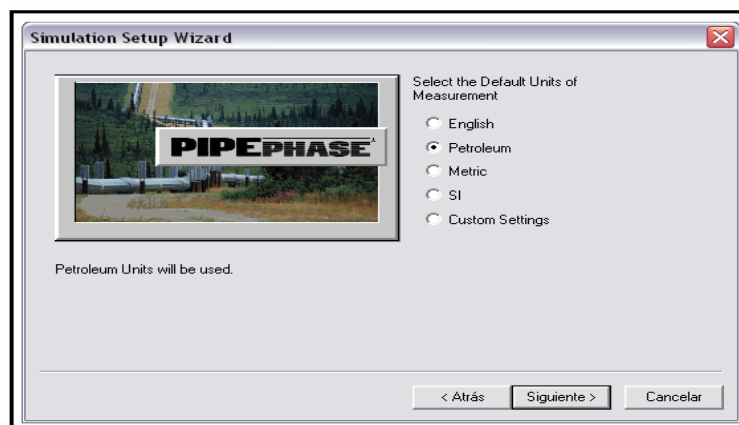 Simulation Setup Wizard
PIPEPHASE
Select the Default Units of
Measurement
English
Petroleum
Metric
SI
Custom Settings
Petroleum Units will be used.
< Atrás
Siguiente >
Cancelar